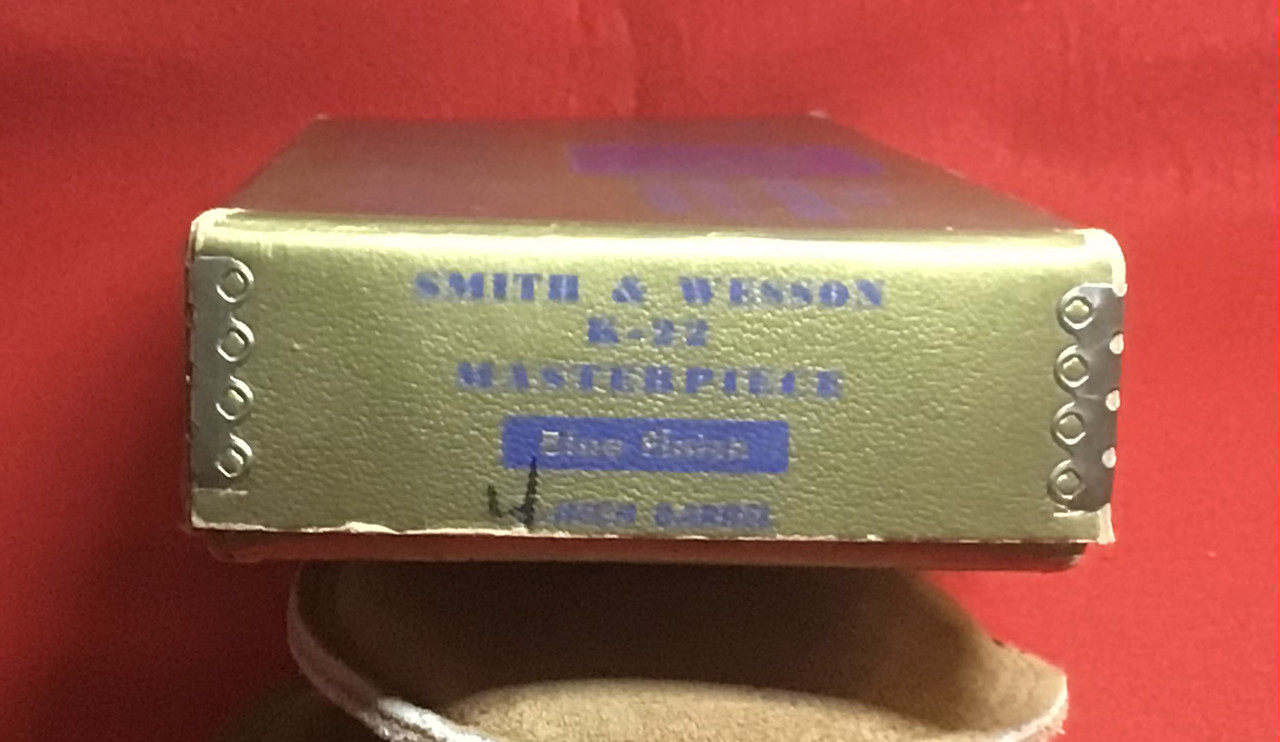 SMITH & WESSON
K-22
MASTERPIECE
Blue Finish
4 INCH BARREL